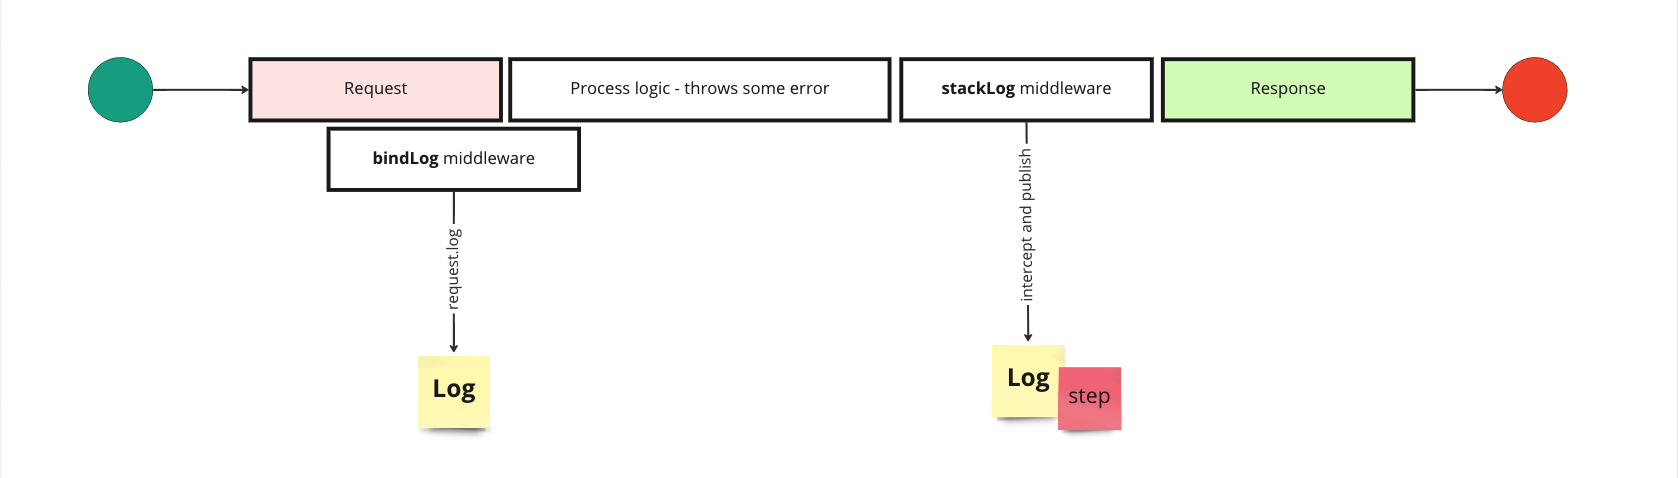 Request
Process logic - throws some error
stackLog middleware
Response
bindLog middleware
request.log
intercept and publish
Log
Log
step